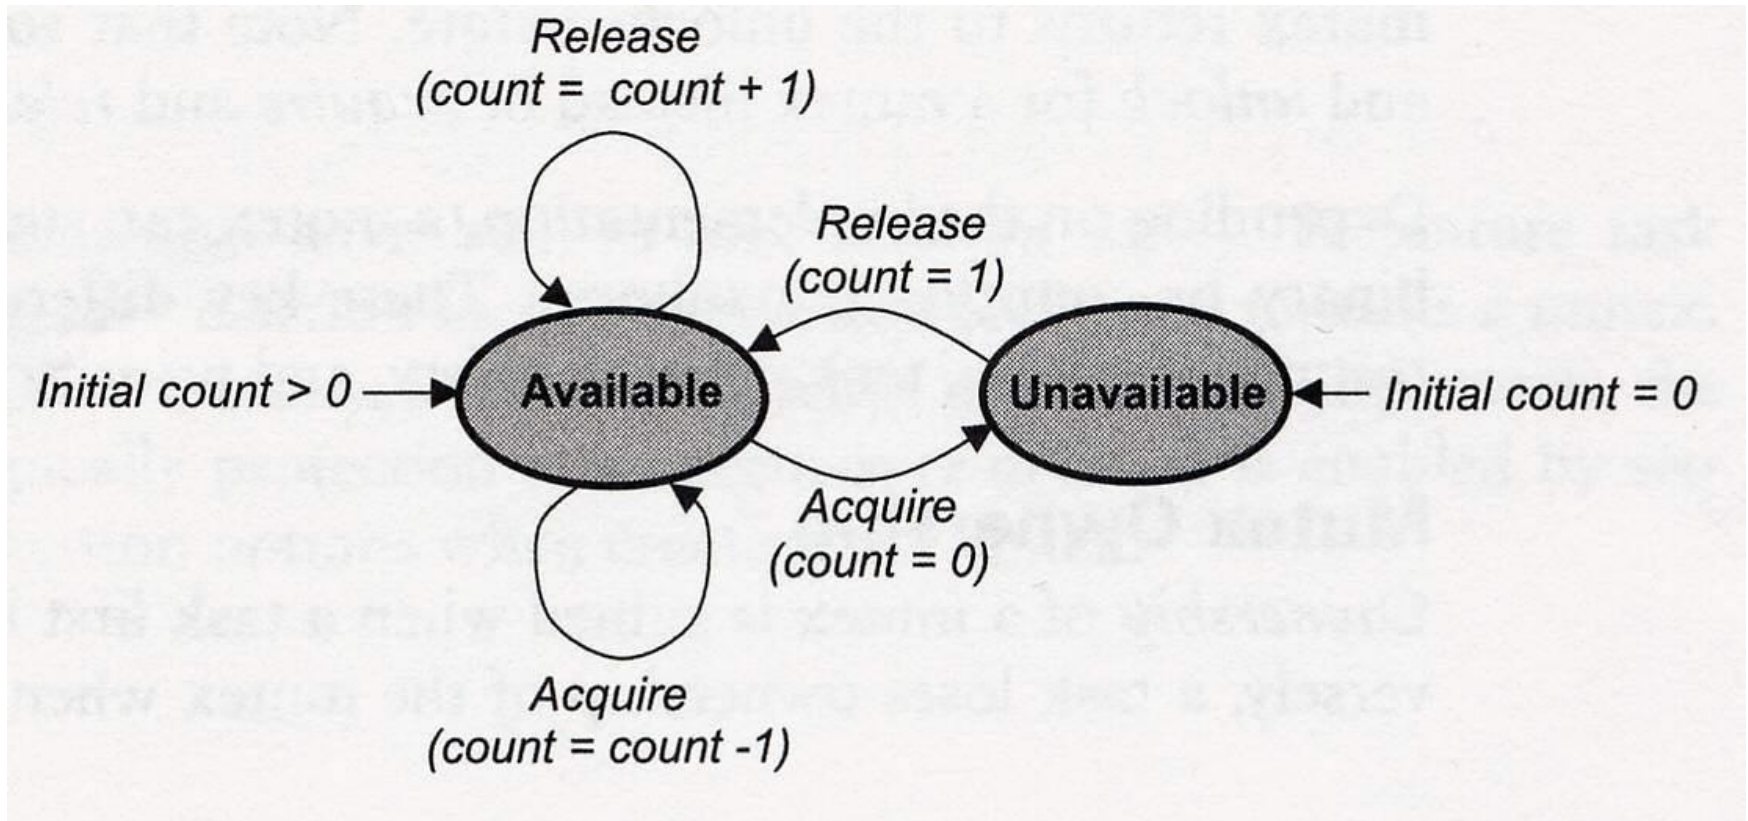 Release
(count = count + 1)
Release
(count = 1)
Initial count > 0
Available
Unavailable
Initial count = 0
Acquire
(count = 0)
Acquire
(count = count -1)